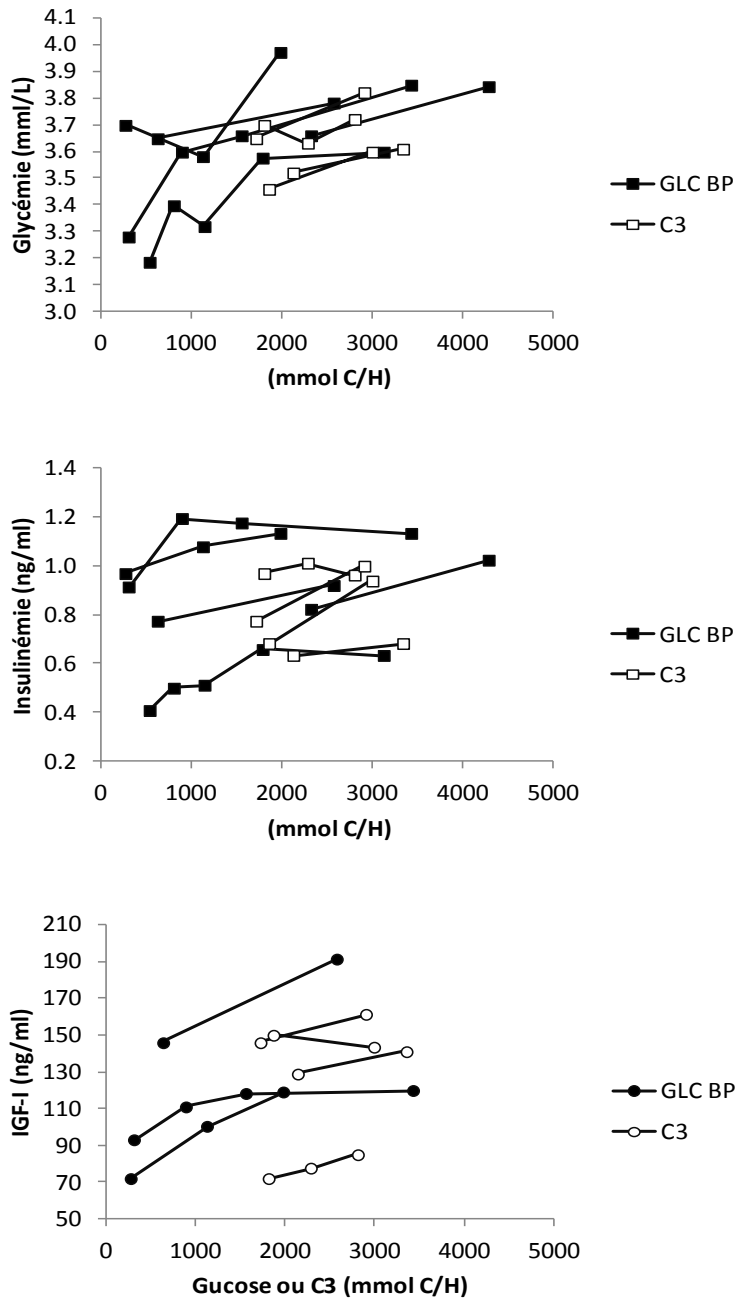 4.1
4.0
3.9
3.8
3.7
3.6
3.5
3.4
3.3
3.2
3.1
3.0
Glycémie (mml/L)
0 1000 2000 3000 4000 5000
(mmol C/H)
GLC BP
C3
1.4
1.2
1.0
0.8
0.6
0.4
0.2
Insulinémie (ng/ml)
0 1000 2000 3000 4000 5000
(mmol C/H)
GLC BP
C3
210
190
170
150
130
110
90
70
50
IGF-I (ng/ml)
0 1000 2000 3000 4000 5000
Gucose ou C3 (mmol C/H)
GLC BP
C3